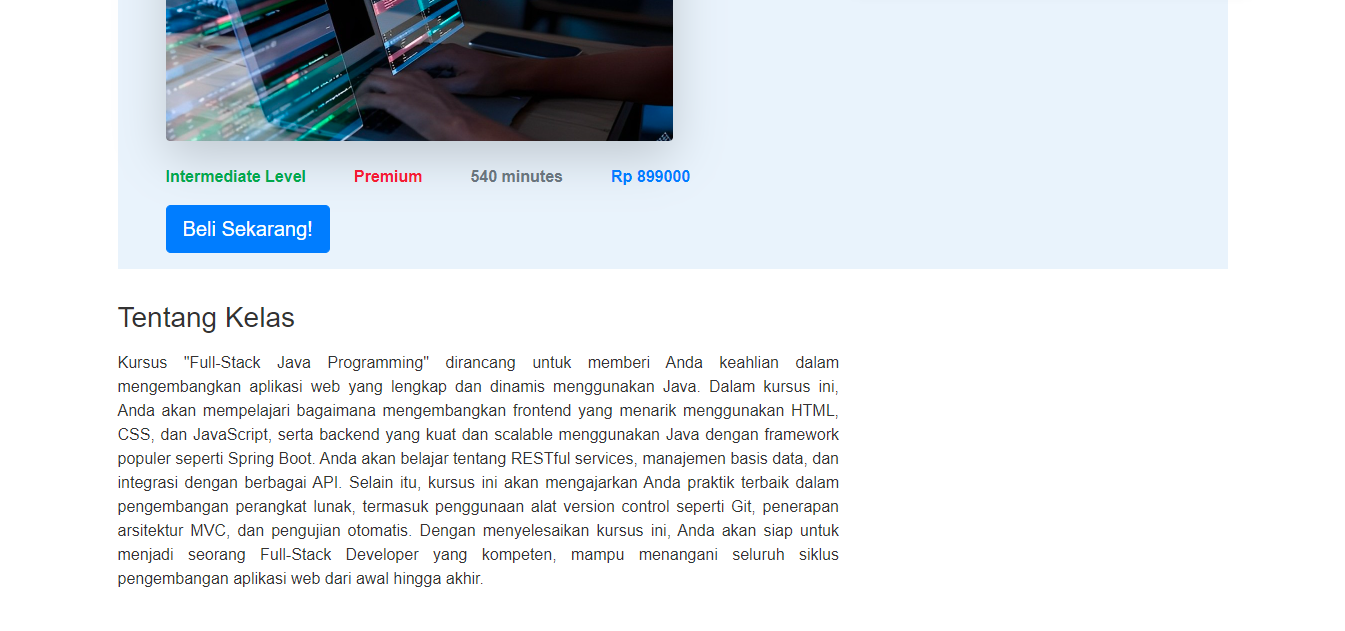 Intermediate Level Premium 540 minutes Rp 899000
Beli Sekarang!
Tentang Kelas
Kursus "Full-Stack Java Programming" dirancang untuk memberi Anda keahlian dalam
mengembangkan aplikasi web yang lengkap dan dinamis menggunakan Java. Dalam kursus ini,
Anda akan mempelajari bagaimana mengembangkan frontend yang menarik menggunakan HTML,
CSS, dan JavaScript, serta backend yang kuat dan scalable menggunakan Java dengan framework
populer seperti Spring Boot. Anda akan belajar tentang RESTful services, manajemen basis data, dan
integrasi dengan berbagai API. Selain itu, kursus ini akan mengajarkan Anda praktik terbaik dalam
pengembangan perangkat lunak, termasuk penggunaan alat version control seperti Git, penerapan
arsitektur MVC, dan pengujian otomatis. Dengan menyelesaikan kursus ini, Anda akan siap untuk
menjadi seorang Full-Stack Developer yang kompeten, mampu menangani seluruh siklus
pengembangan aplikasi web dari awal hingga akhir.